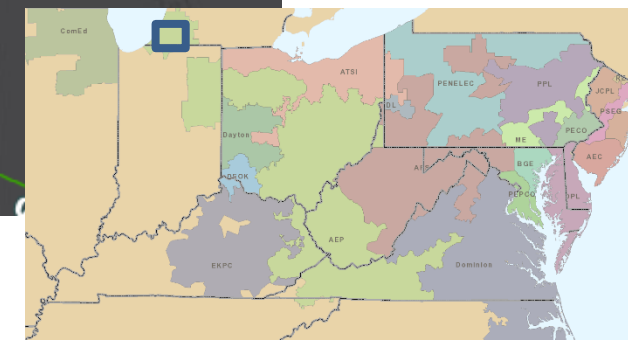 ComEd
ATSI
PENELEC
PPL
JCPL
PSEG
Dayton
ME
PECO
AEC
BGE
DEOK
PEPCO
DPL
AEP
EKPC
Dominion